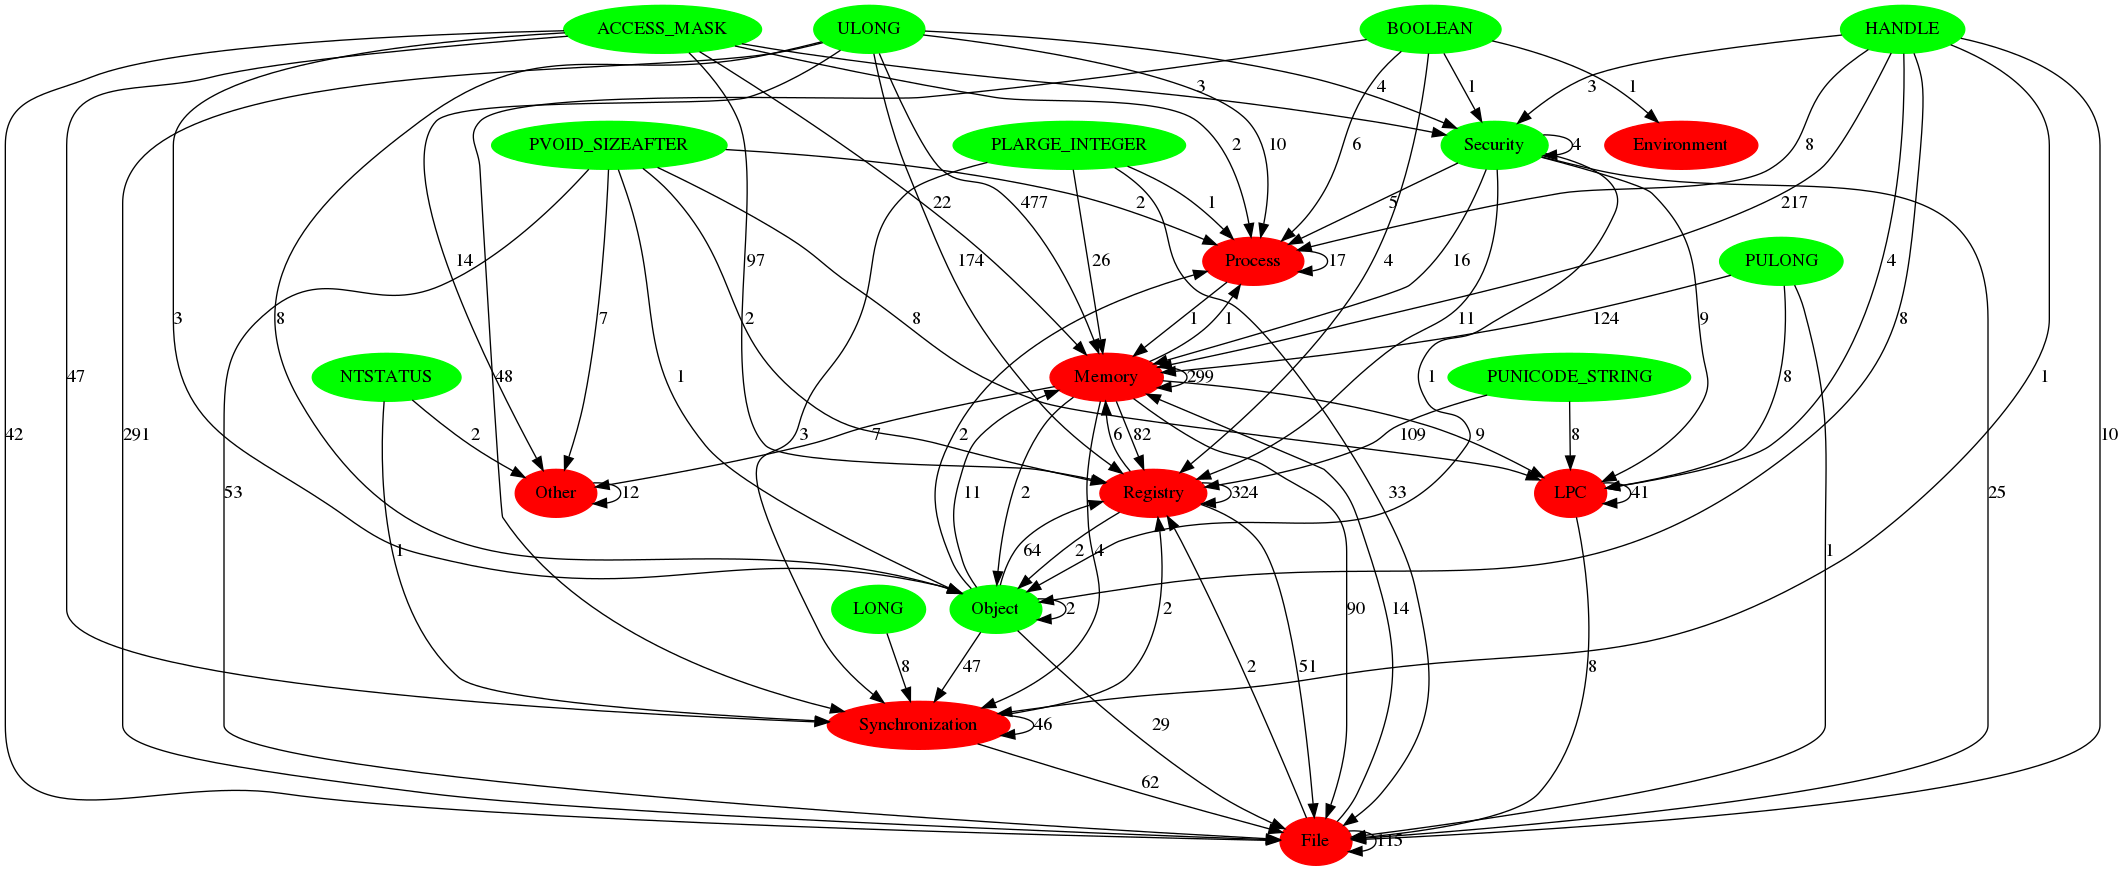 ACCESS_MASK ULONG BOOLEAN HANDLE
3 4 1 3 1
PVOID_SIZEAFTER PLARGE_INTEGER Security 4 Environment
2 10 6 8
22 477 2 1 5 217
14 97 174 26 4 16 9 4 25
Process 17 PULONG
3 291 8 53 7 2 8 1 1 11 124 8
NTSTATUS 48 1 Memory 299 1 PUNICODE_STRING 8 1
47
42 2 3 7 2 6 82 109 9 8 10
Other 12 11 Registry 324 33 LPC 41
1 64 2 4 1
LONG Object 2 2 90 14
8 47 2 51 8
Synchronization 46 29
62
File 115